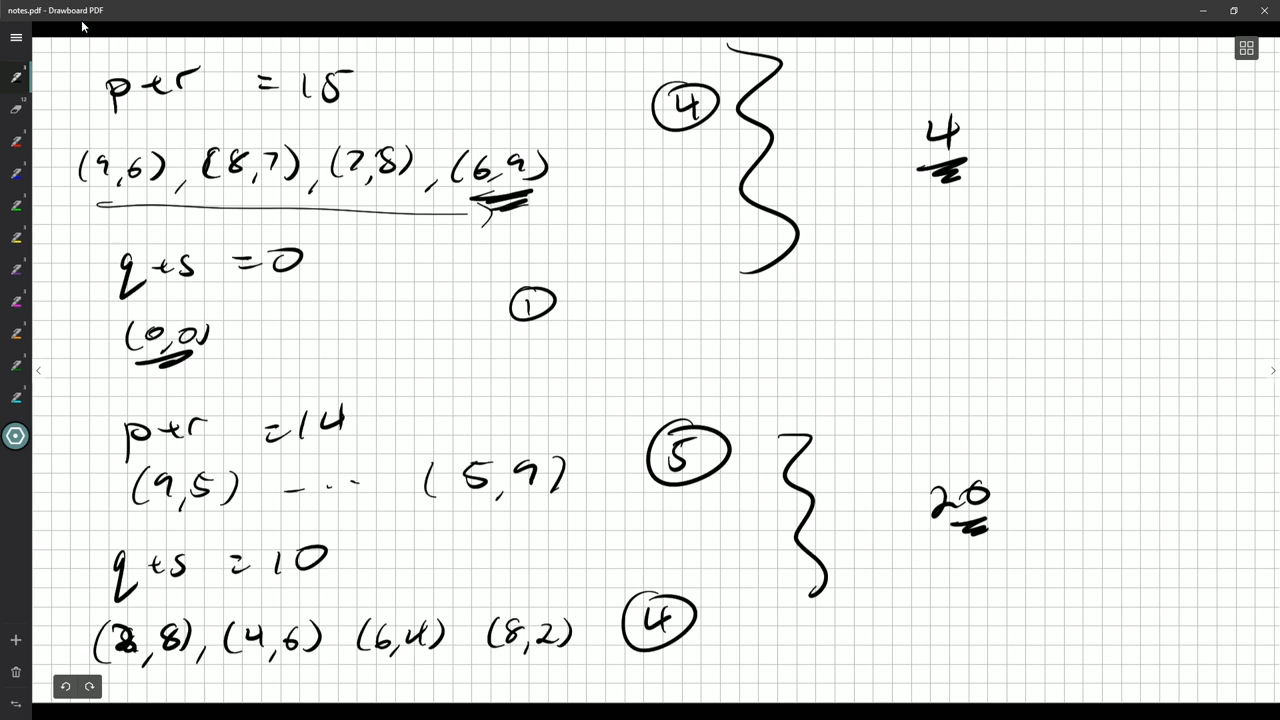 notes.pdf - Drawboard PDF
p+r = 15
④
4
(9,6), (8,7), (7,8), (6,9)
q+s = 0
①
(0,0)
p+r = 14
⑤
(9,5) - ·· (5,9)
20
q+s = 10
(2,8), (4,6) (6,4) (8,2)
④